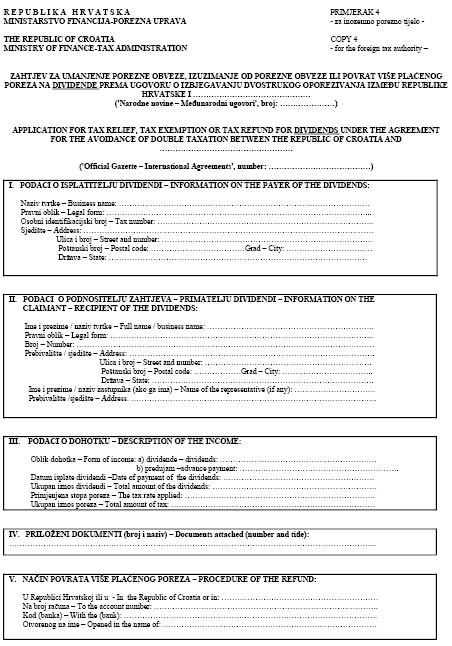 REPUBLIKA HRVATSKA
MINISTARSTVO FINANCIJA-POREZNA UPRAVA
PRIMJERAK 4
- za inozemno porezno tijelo -
THE REPUBLIC OF CROATIA
MINISTRY OF FINANCE-TAX ADMINISTRATION
COPY 4
- for the foreign tax authority –
ZAHTJEV ZA UMANJENJE POREZNE OBVEZE, IZUZIMANJE OD POREZNE OBVEZE ILI POVRAT VIŠE PLAĆENOG
POREZA NA DIVIDENDE PREMA UGOVORU O IZBJEGAVANJU DVOSTRUKOG OPOREZIVANJA IZMEĐU REPUBLIKE
HRVATSKE I ………………………………………
('Narodne novine – Međunarodni ugovori', broj: …………………)
APPLICATION FOR TAX RELIEF, TAX EXEMPTION OR TAX REFUND FOR DIVIDENDS UNDER THE AGREEMENT
FOR THE AVOIDANCE OF DOUBLE TAXATION BETWEEN THE REPUBLIC OF CROATIA AND
……………………………………………
('Official Gazette – International Agreements', number: …………………………………)
I. PODACI O ISPLATITELJU DIVIDENDI – INFORMATION ON THE PAYER OF THE DIVIDENDS:
Naziv tvrtke – Business name: ……………………………………………
Pravni oblik – Legal form: ……………………………………………
Osobni identifikacijski broj – Tax number: ……………………………………………
Sjedište – Address: ……………………………………………
Ulica i broj – Street and number: ……………………………………………
Poštanski broj – Postal code: ………………………………Grad – City: ……………………………
Država – State: ……………………………………………
II. PODACI O PODNOSITELJU ZAHTJEVA – PRIMATELJU DIVIDENDI – INFORMATION ON THE
CLAIMANT – RECIPIENT OF THE DIVIDENDS:
Ime i prezime / naziv tvrtke – Full name / business name: ……………………………………………
Pravni oblik – Legal form: ……………………………………………
Broj – Number: ……………………………………………
Prebivalište / sjedište – Address: ……………………………………………
Ulica i broj – Street and number: ……………………………………………
Poštanski broj – Postal code: ………………Grad – City: ……………………………
Država – State: ……………………………………………
Ime i prezime / naziv zastupnika (ako ga ima) – Name of the representative (if any): ……………………………
Prebivalište /sjedište – Address: ……………………………………………
III. PODACI O DOHOTKU – DESCRIPTION OF THE INCOME:
Oblik dohotka – Form of income: a) dividende – dividends: ……………………………………………
b) predujam –advance payment: ……………………………………………
Datum isplate dividendi –Date of payment of the dividends: ……………………………………………
Ukupan iznos dividendi – Total amount of the dividends: ……………………………………………
Primijenjena stopa poreza – The tax rate applied: ……………………………………………
Ukupan iznos poreza – Total amount of tax: ……………………………………………
IV. PRILOŽENI DOKUMENTI (broj i naziv) – Documents attached (number and title):
……………………………………………
V. NAČIN POVRATA VIŠE PLAĆENOG POREZA – PROCEDURE OF THE REFUND:
U Republici Hrvatskoj ili u - In the Republic of Croatia or in: ……………………………………………
Na broj računa – To the account number: ……………………………………………
Kod (banka) – With the (bank): ……………………………………………
Otvorenog na ime – Opened in the name of: ……………………………………………